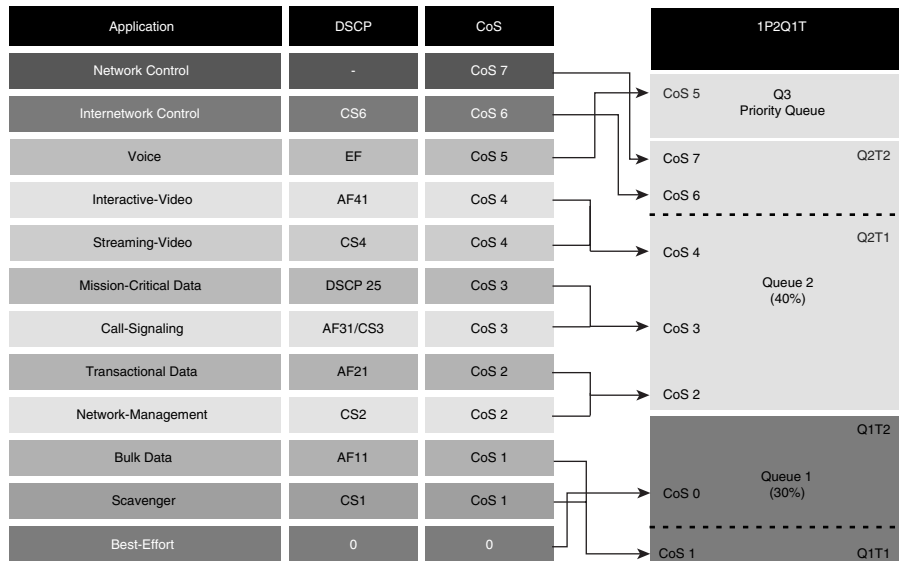 Application DSCP CoS 1P2Q1T
Network Control - CoS 7
Internetwork Control CS6 CoS 6
Voice EF CoS 5
Interactive-Video AF41 CoS 4
Streaming-Video CS4 CoS 4
Mission-Critical Data DSCP 25 CoS 3
Call-Signaling AF31/CS3 CoS 3
Transactional Data AF21 CoS 2
Network-Management CS2 CoS 2
Bulk Data AF11 CoS 1
Scavenger CS1 CoS 1
Best-Effort 0 0
CoS 5 Q3
Priority Queue
CoS 7 Q2T2
CoS 6
CoS 4 Q2T1
Queue 2
(40%)
CoS 3
CoS 2
Q1T2
Queue 1
(30%)
CoS 0
CoS 1 Q1T1